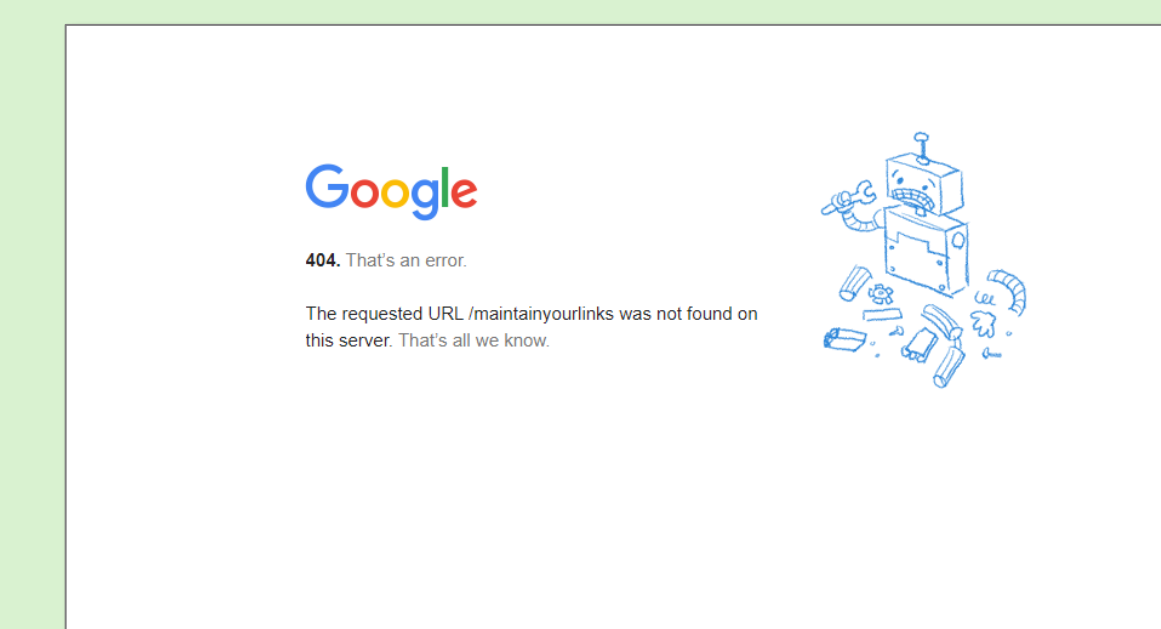 Google
404. That's an error.
The requested URL /maintainyourlinks was not found on
this server. That's all we know.